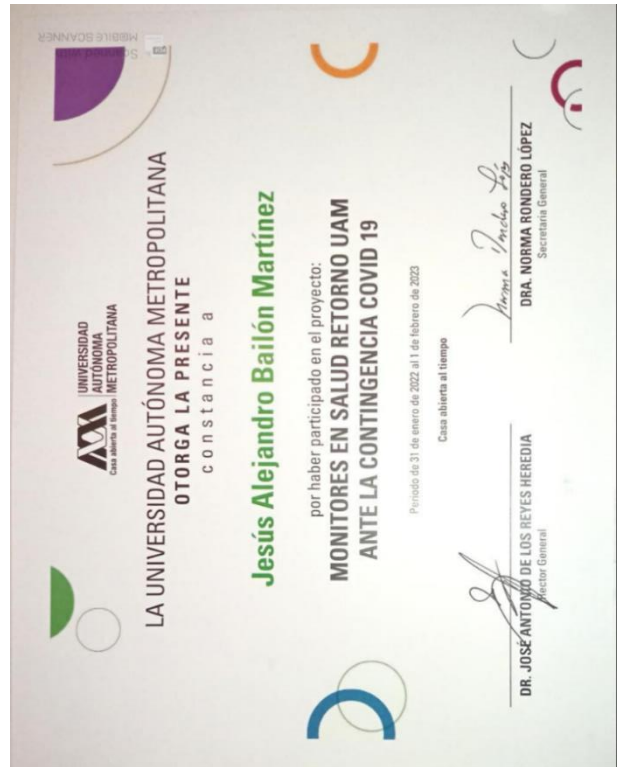 Scanned with
MOBILE SCANNER
UNIVERSIDAD
AUTÓNOMA
METROPOLITANA
Casa abierta al tiempo
LA UNIVERSIDAD AUTÓNOMA METROPOLITANA
OTORGA LA PRESENTE
constancia a
Jesús Alejandro Bailón Martínez
por haber participado en el proyecto:
MONITORES EN SALUD RETORNO UAM
ANTE LA CONTINGENCIA COVID 19
Periodo de 31 de enero de 2022 al 1 de febrero de 2023
Casa abierta al tiempo
DR. JOSÉ ANTONIO DE LOS REYES HEREDIA
Rector General
DRA. NORMA RONDERO LÓPEZ
Secretaria General